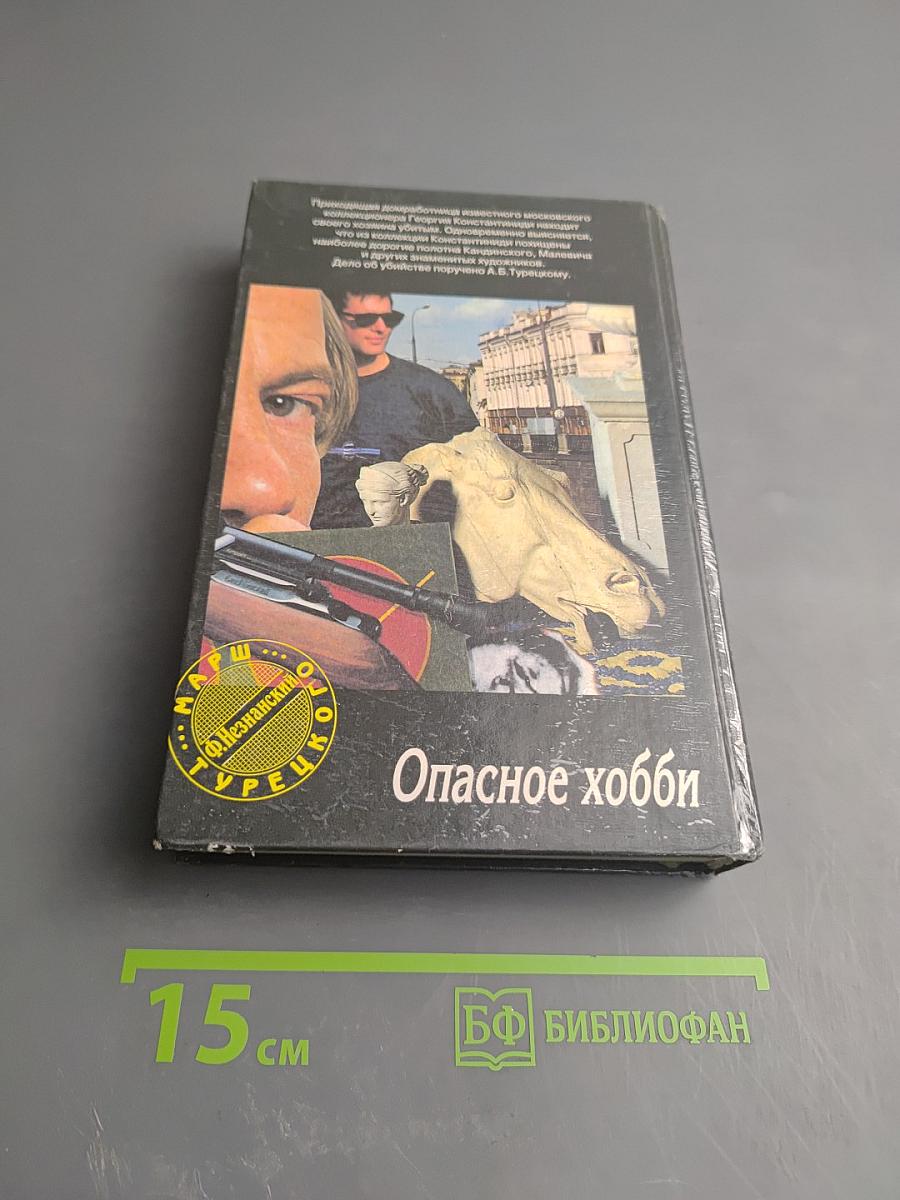 Приходящая домработница известного московского
коллекционера Георгия Константиниди находит
своего хозяина убитым. Одновременно выясняется,
что из коллекции Константиниди похищены
наиболее дорогие полотна Кандинского, Малевича
и других знаменитых художников.
Дело об убийстве поручено А.Б.Турецкому.
...МАРШ...
Ф.Незнанский
ТУРЕЦКОГО
Опасное хобби
15 см
БФ БИБЛИОФАН